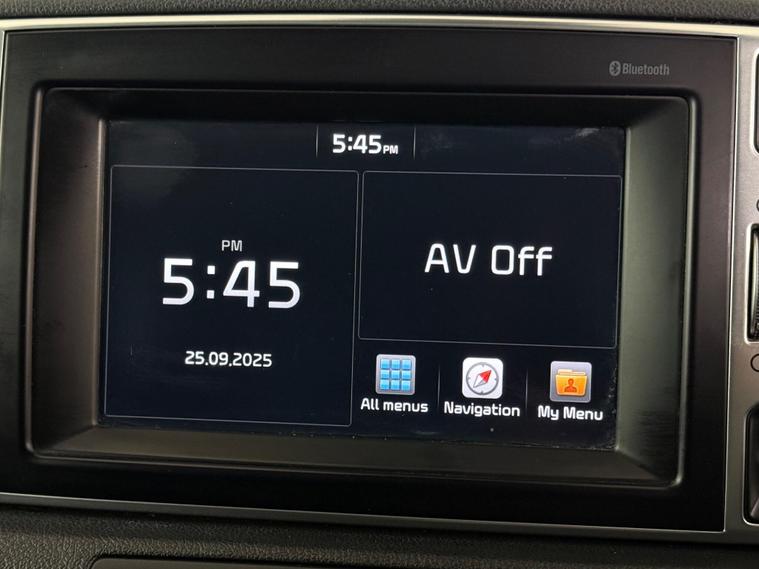 Bluetooth
5:45PM
PM
5:45
25.09.2025
AV Off
All menus
Navigation
My Menu